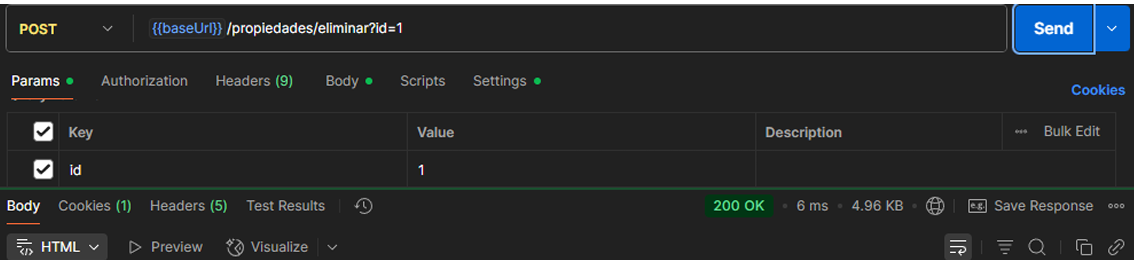 POST {{baseUrl}} /propiedades/eliminar?id=1 Send
Params Authorization Headers (9) Body Scripts Settings Cookies
Key Value Description Bulk Edit
id 1
Body Cookies (1) Headers (5) Test Results 200 OK 6 ms 4.96 KB e.g. Save Response
HTML Preview Visualize